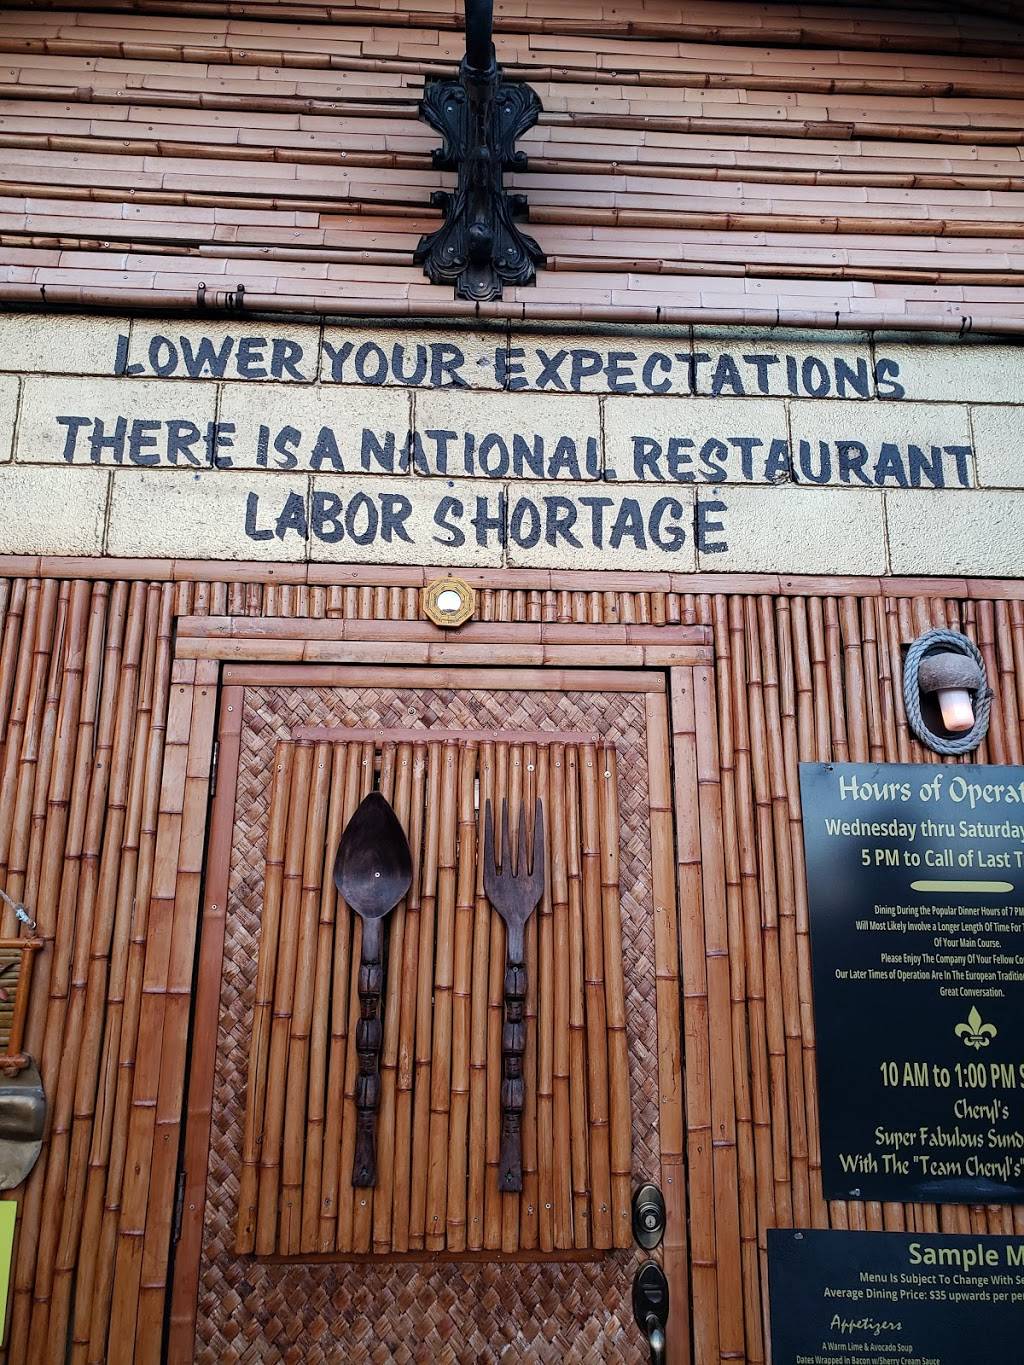 LOWER YOUR EXPECTATIONS
THERE IS A NATIONAL RESTAURANT
LABOR SHORTAGE
Hours of Operat
Wednesday thru Saturday
5 PM to Call of Last T
Dining During the Popular Dinner Hours of 7 PM
Will Most Likely Involve a Longer Length Of Time For
Of Your Main Course.
Please Enjoy The Company Of Your Fellow Co
Our Later Times of Operation Are In The European Tradition
Great Conversation.
10 AM to 1:00 PM S
Cheryl's
Super Fabulous Sund
With The "Team Cheryl's"
Sample M
Menu Is Subject To Change With Se
Average Dining Price: $35 upwards per per
Appetizers
A Warm Lime & Avocado Soup
Dates Wrapped in Bacon w/Sherry Cream Sauce